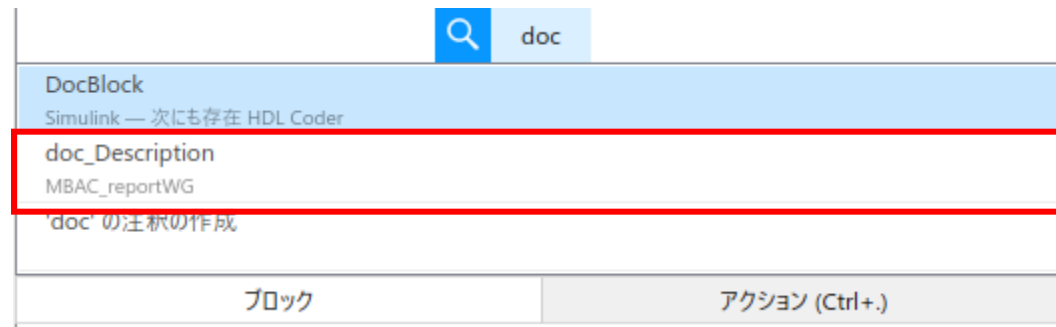 doc
DocBlock
Simulink — 次にも存在 HDL Coder
doc_Description
MBAC_reportWG
'doc' の注釈の作成
ブロック
アクション (Ctrl+.)